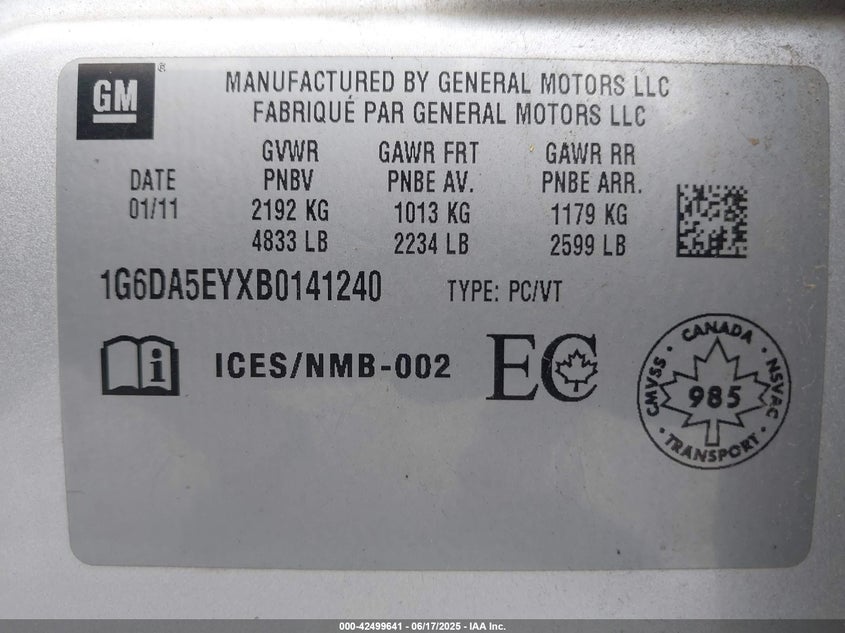 GM
MANUFACTURED BY GENERAL MOTORS LLC
FABRIQUÉ PAR GENERAL MOTORS LLC
DATE
01/11
GVWR
PNBV
2192 KG
4833 LB
GAWR FRT
PNBE AV.
1013 KG
2234 LB
GAWR RR
PNBE ARR.
1179 KG
2599 LB
1G6DA5EYXB0141240 TYPE: PC/VT
i ICES/NMB-002 EC
CMVSS · CANADA · NSVAC
985
· TRANSPORT ·
000-42499641 - 06/17/2025 - IAA Inc.